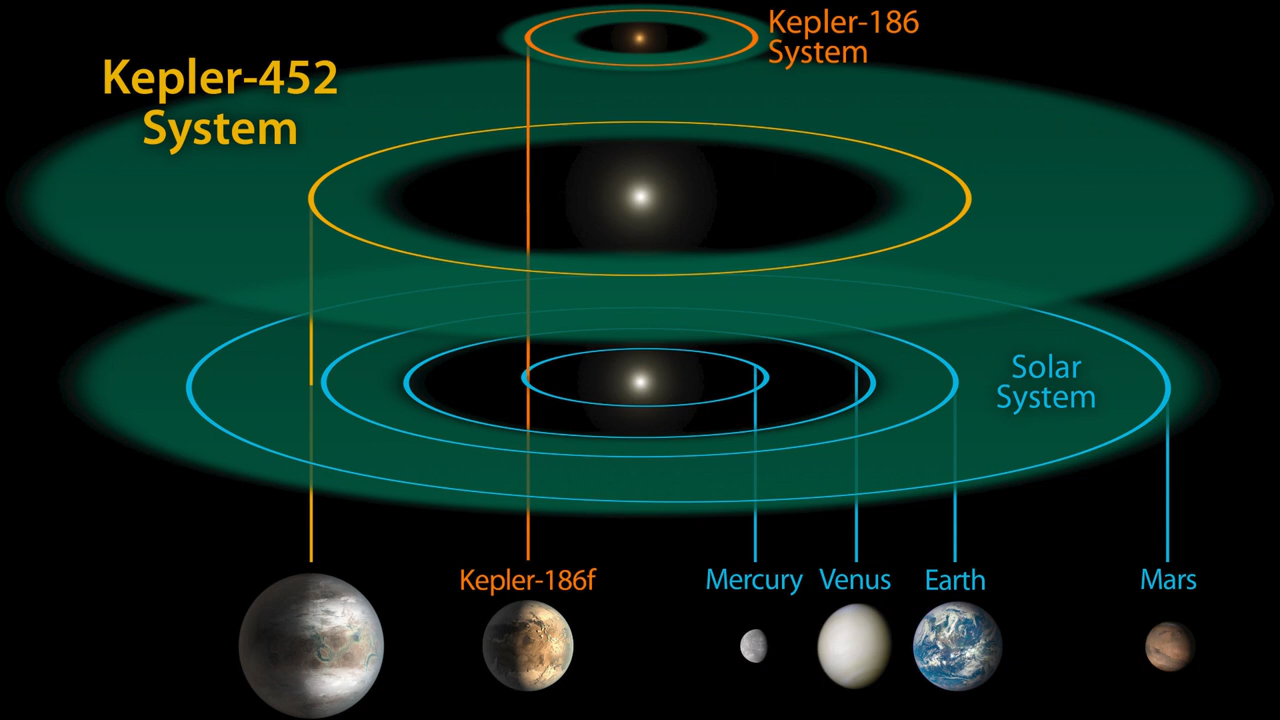 Kepler-186
System
Kepler-452
System
Solar
System
Kepler-186f
Mercury
Venus
Earth
Mars